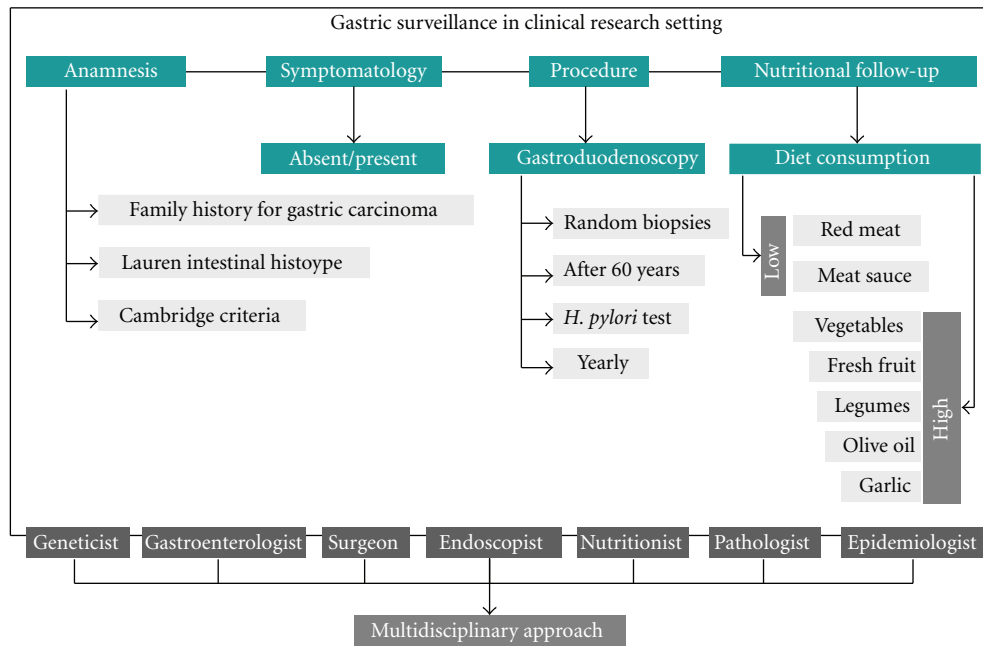 Gastric surveillance in clinical research setting
Anamnesis
Symptomatology
Procedure
Nutritional follow-up
Absent/present
Gastroduodenoscopy
Diet consumption
Family history for gastric carcinoma
Lauren intestinal histoype
Cambridge criteria
Random biopsies
After 60 years
H. pylori test
Yearly
Low
Red meat
Meat sauce
Vegetables
Fresh fruit
Legumes
Olive oil
Garlic
High
Geneticist
Gastroenterologist
Surgeon
Endoscopist
Nutritionist
Pathologist
Epidemiologist
Multidisciplinary approach